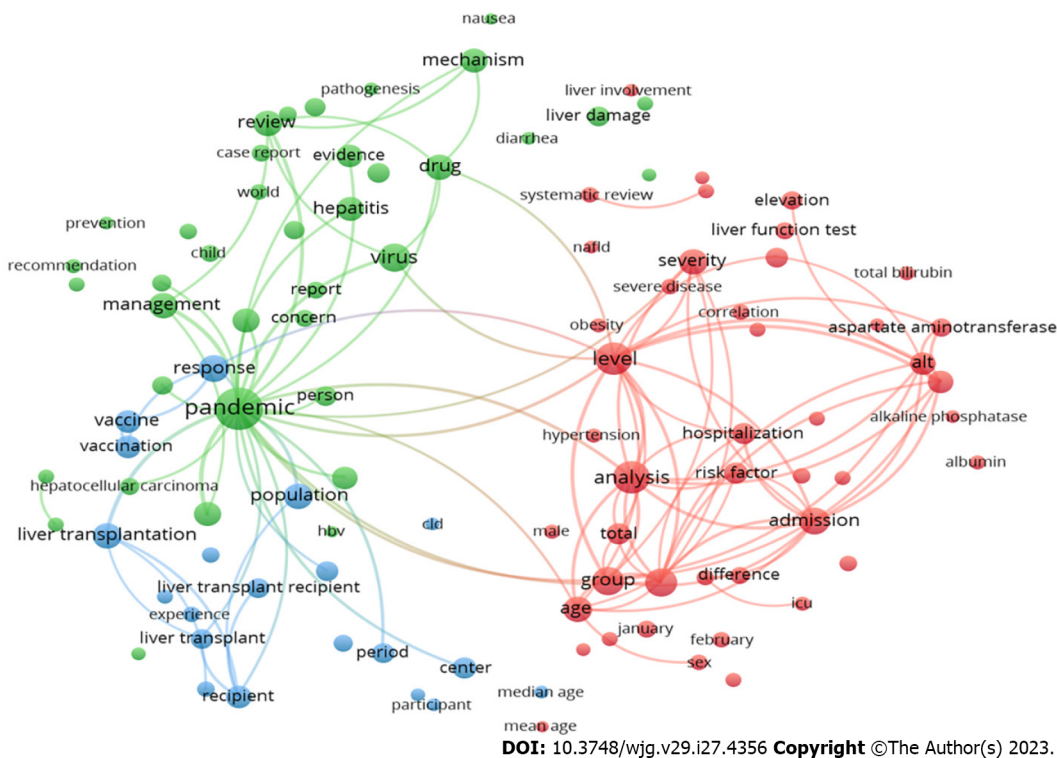 nausea
mechanism
pathogenesis
liver involvement
liver damage
review
diarrhea
case report
evidence
drug
world
systematic review
elevation
hepatitis
prevention
liver function test
child
virus
nafld
severity
recommendation
total bilirubin
report
severe disease
management
concern
obesity
correlation
aspartate aminotransferase
response
level
alt
pandemic
person
vaccine
alkaline phosphatase
vaccination
hypertension
hospitalization
albumin
hepatocellular carcinoma
population
analysis
risk factor
liver transplantation
hbv
cld
male
total
admission
liver transplant recipient
group
difference
experience
age
icu
liver transplant
january
february
period
center
sex
recipient
participant
median age
mean age
DOI: 10.3748/wjg.v29.i27.4356 Copyright ©The Author(s) 2023.